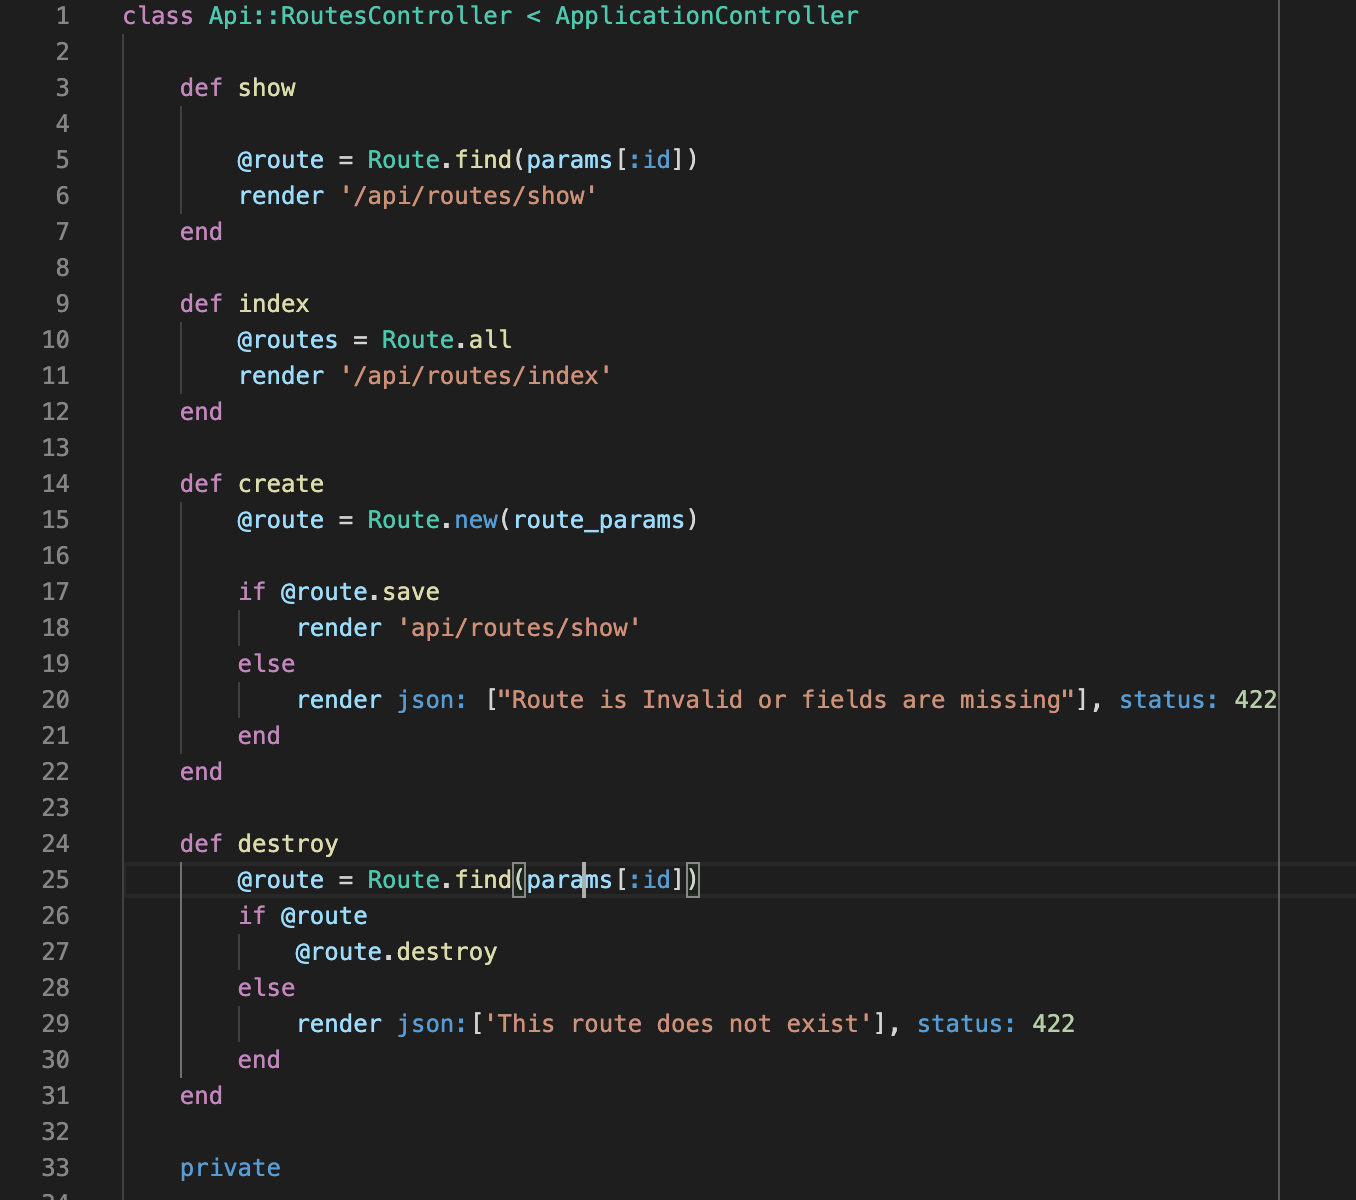 1 class Api::RoutesController < ApplicationController
2
3 def show
4
5 @route = Route.find(params[:id])
6 render '/api/routes/show'
7 end
8
9 def index
10 @routes = Route.all
11 render '/api/routes/index'
12 end
13
14 def create
15 @route = Route.new(route_params)
16
17 if @route.save
18 render 'api/routes/show'
19 else
20 render json: ["Route is Invalid or fields are missing"], status: 422
21 end
22 end
23
24 def destroy
25 @route = Route.find(params[:id])
26 if @route
27 @route.destroy
28 else
29 render json:['This route does not exist'], status: 422
30 end
31 end
32
33 private